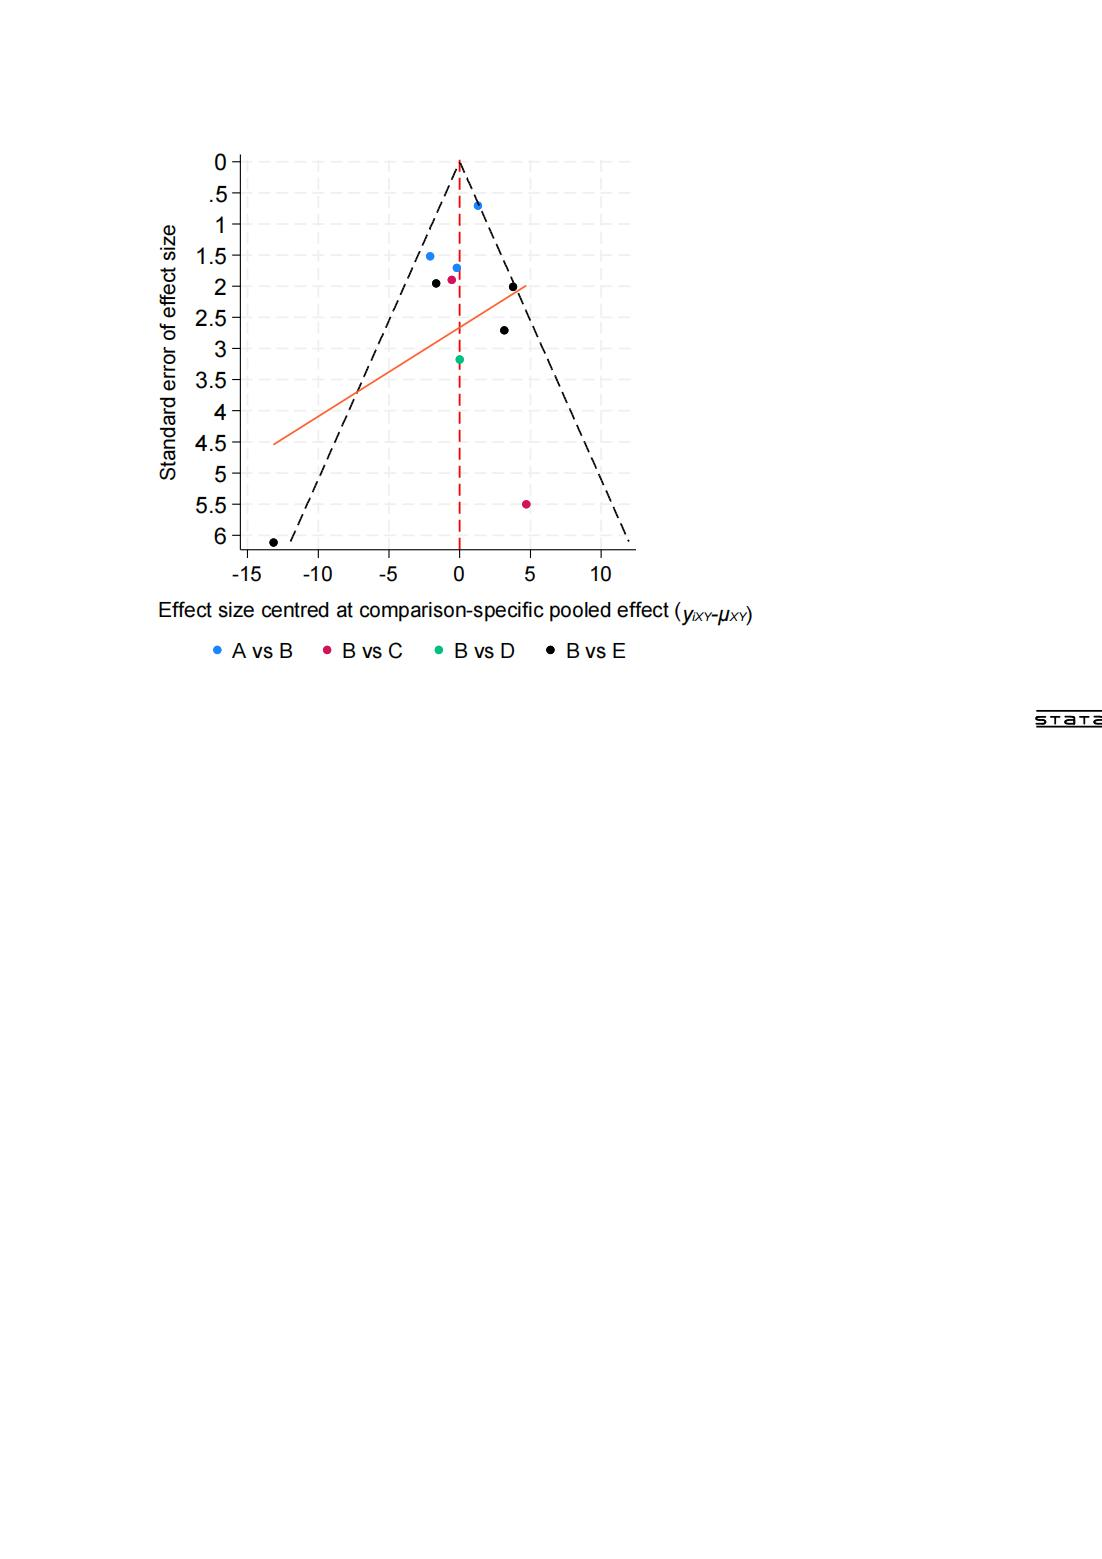 0
.5
1
1.5
2
2.5
3
3.5
4
4.5
5
5.5
6
Standard error of effect size
-15 -10 -5 0 5 10
Effect size centred at comparison-specific pooled effect (yiXY-μXY)
A vs B B vs C B vs D B vs E
stata